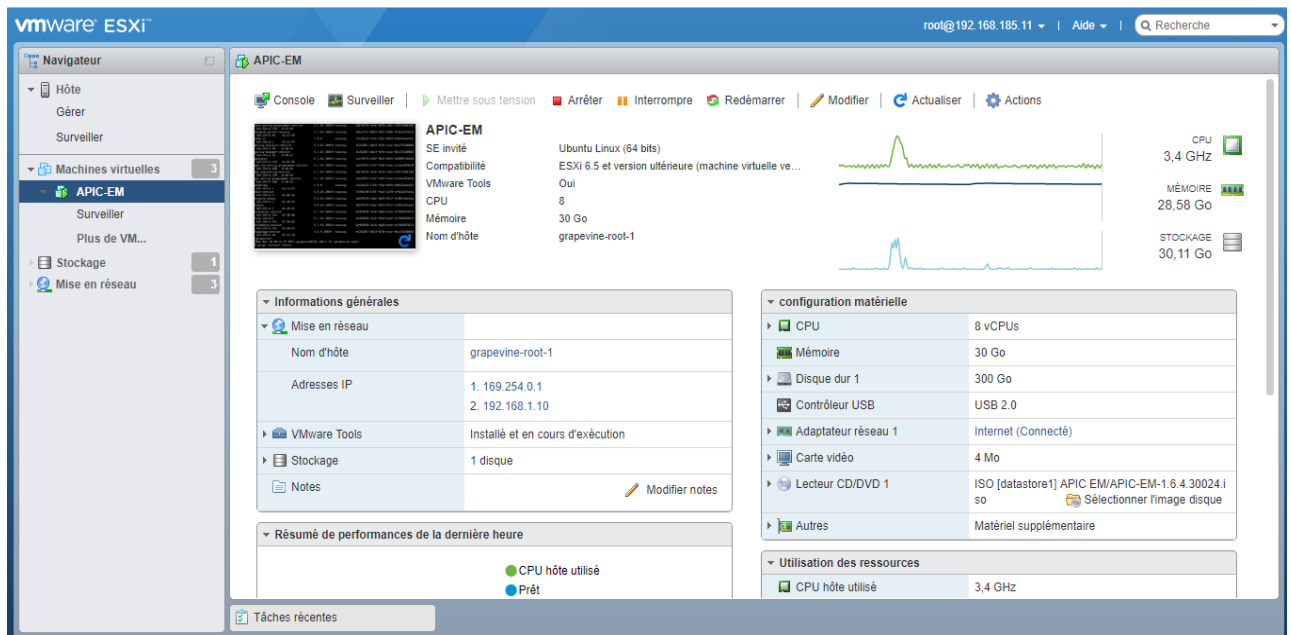 vmware ESXi™
root@192.168.185.11 | Aide | Recherche
Navigateur
APIC-EM
Hôte
Gérer
Surveiller
Machines virtuelles 3
APIC-EM
Surveiller
Plus de VM...
Stockage 1
Mise en réseau 3
Console Surveiller | Mettre sous tension Arrêter Interrompre Redémarrer | Modifier | Actualiser | Actions
APIC-EM
SE invité Ubuntu Linux (64 bits)
Compatibilité ESXi 6.5 et version ultérieure (machine virtuelle ve...
VMware Tools Oui
CPU 8
Mémoire 30 Go
Nom d'hôte grapevine-root-1
CPU
3,4 GHz
MÉMOIRE
28,58 Go
STOCKAGE
30,11 Go
Informations générales
Mise en réseau
Nom d'hôte grapevine-root-1
Adresses IP 1. 169.254.0.1
2. 192.168.1.10
VMware Tools Installé et en cours d'exécution
Stockage 1 disque
Notes Modifier notes
Résumé de performances de la dernière heure
CPU hôte utilisé
Prêt
configuration matérielle
CPU 8 vCPUs
Mémoire 30 Go
Disque dur 1 300 Go
Contrôleur USB USB 2.0
Adaptateur réseau 1 Internet (Connecté)
Carte vidéo 4 Mo
Lecteur CD/DVD 1 ISO [datastore1] APIC EM/APIC-EM-1.6.4.30024.i
so Sélectionner l'image disque
Autres Matériel supplémentaire
Utilisation des ressources
CPU hôte utilisé 3,4 GHz
Tâches récentes